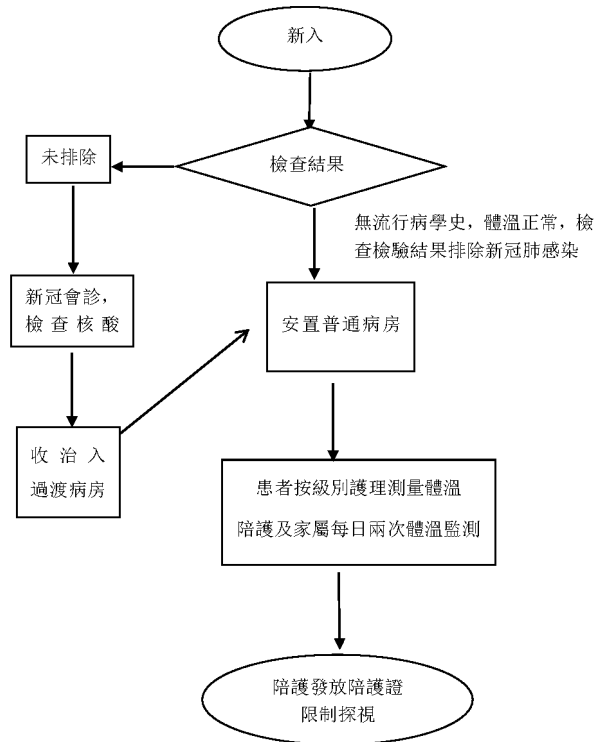 新入
檢查結果
未排除
無流行病學史，體溫正常，檢
查檢驗結果排除新冠肺感染
新冠會診，
檢查核酸
安置普通病房
收治入
過渡病房
患者按級別護理測量體溫
陪護及家屬每日兩次體溫監測
陪護發放陪護證
限制探視